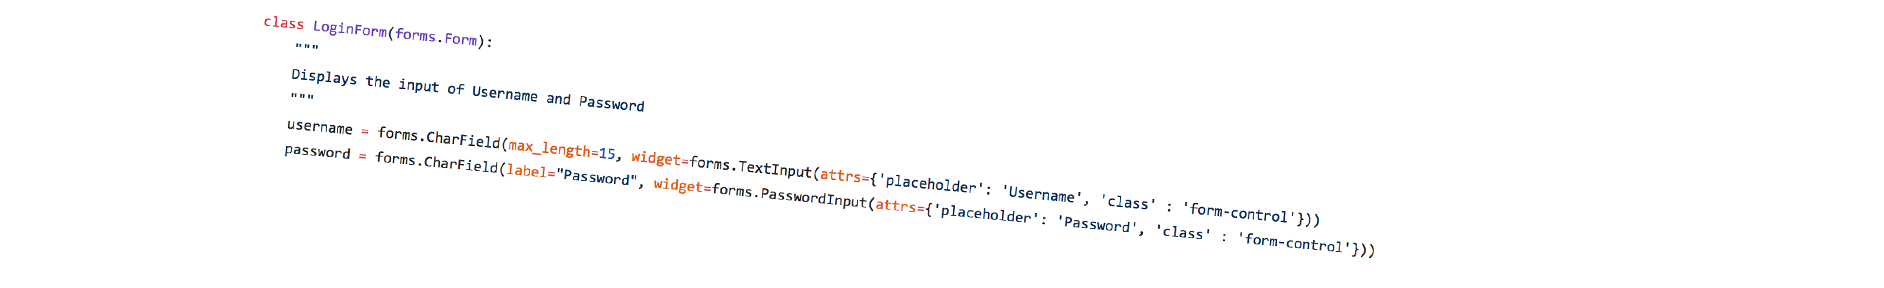 class LoginForm(forms.Form):
    """
    Displays the input of Username and Password
    """
    username = forms.CharField(max_length=15, widget=forms.TextInput(attrs={'placeholder': 'Username', 'class' : 'form-control'}))
    password = forms.CharField(label="Password", widget=forms.PasswordInput(attrs={'placeholder': 'Password', 'class' : 'form-control'}))